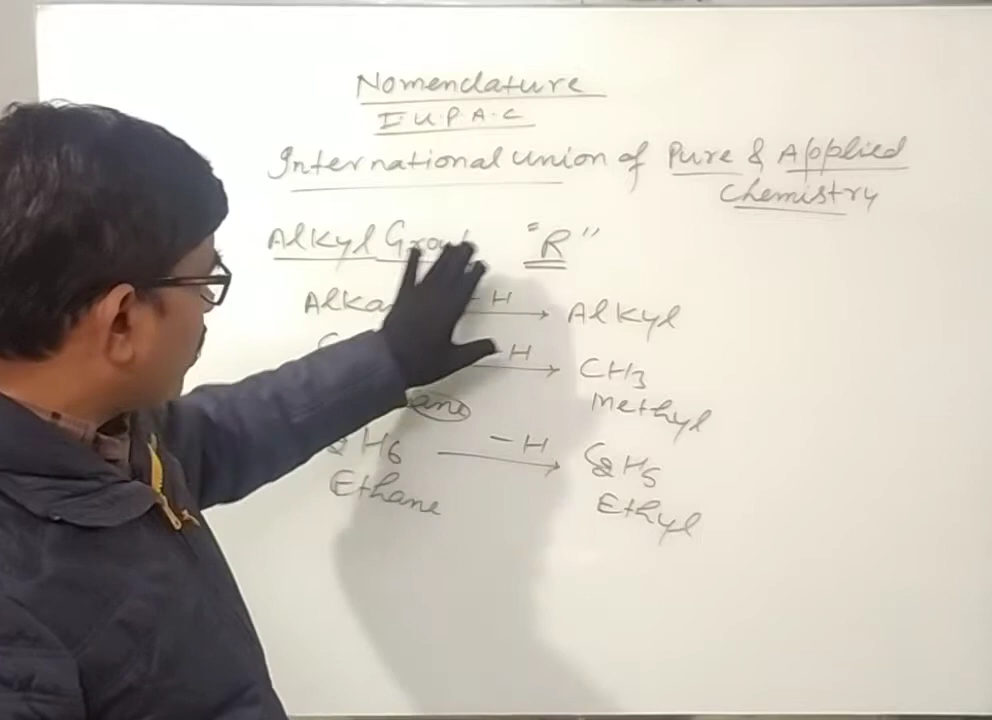 Nomenclature
I.U.P.A.C
International Union of Pure & Applied
Chemistry
Alkyl "R"
- H Alkyl
- H CH3
Methyl
H6 - H C2H5
Ethane Ethyl